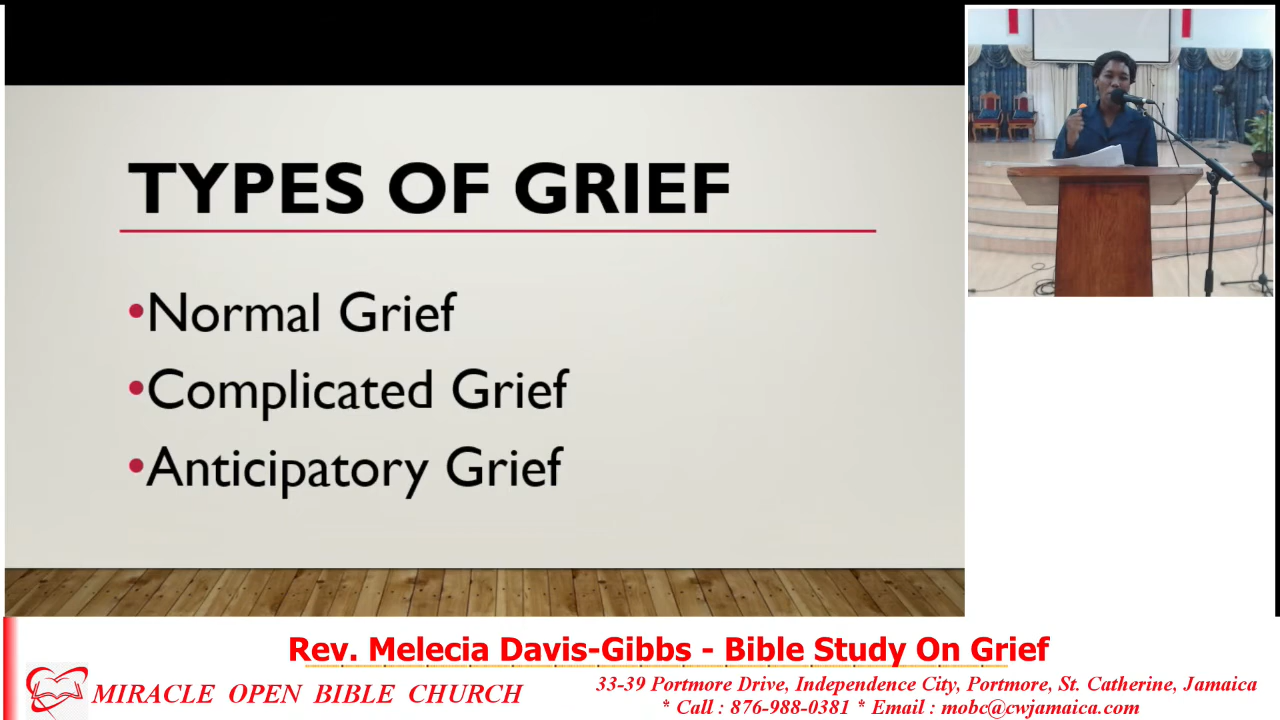 TYPES OF GRIEF
•Normal Grief
•Complicated Grief
•Anticipatory Grief
Rev. Melecia Davis-Gibbs - Bible Study On Grief
MIRACLE OPEN BIBLE CHURCH
33-39 Portmore Drive, Independence City, Portmore, St. Catherine, Jamaica
* Call : 876-988-0381 * Email : mobc@cwjamaica.com